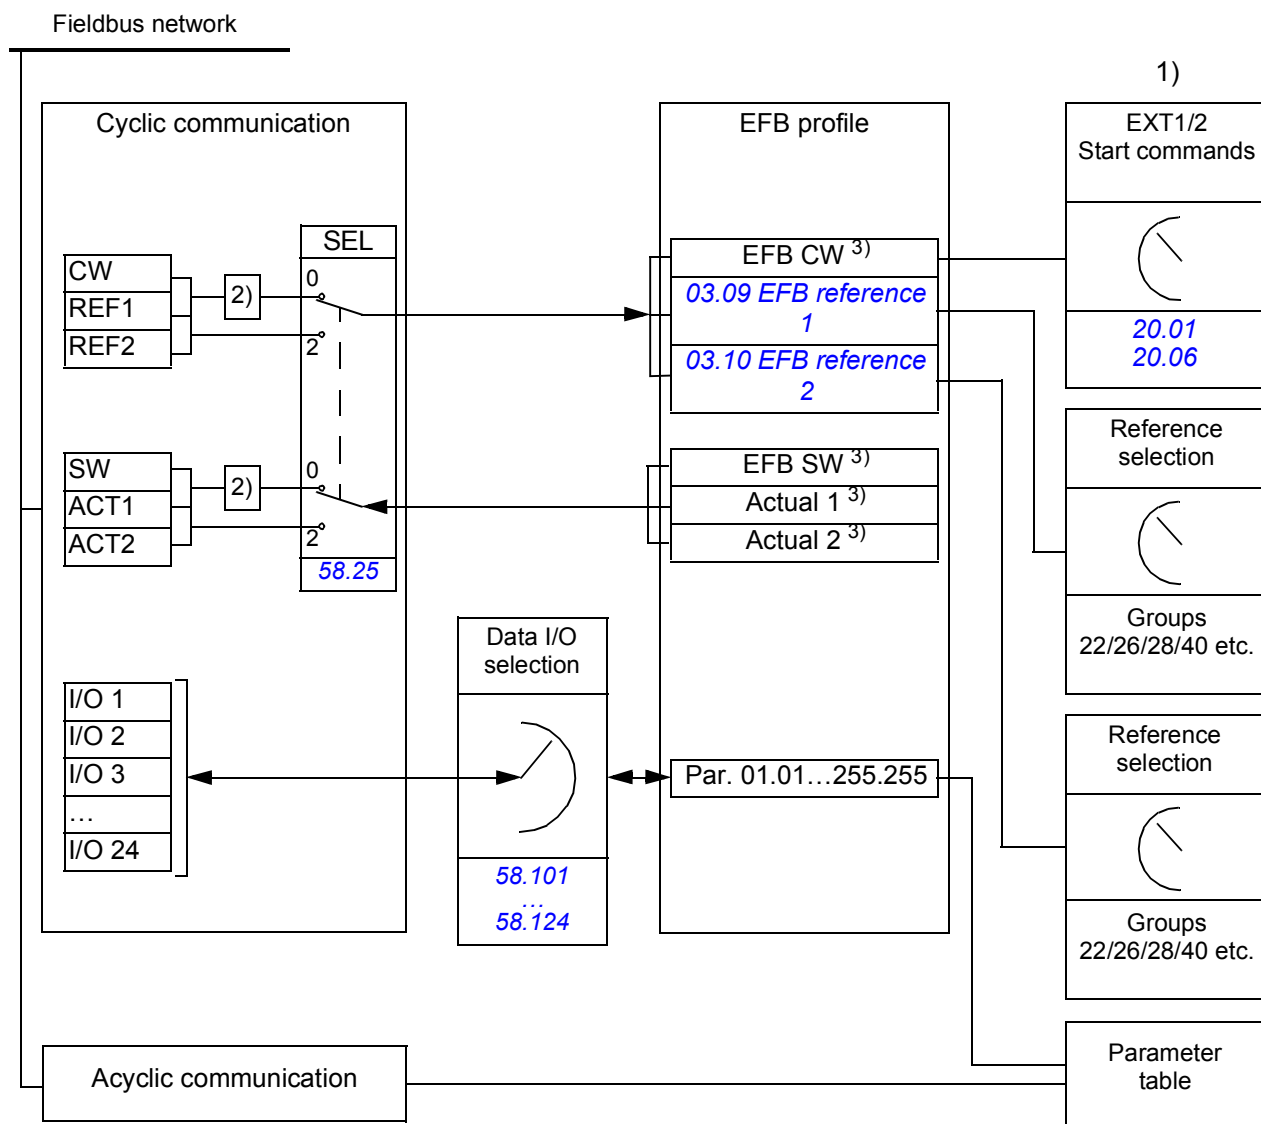 Fieldbus network
1)
Cyclic communication
EFB profile
EXT1/2
Start commands
SEL
CW
REF1
REF2
2)
0
2
EFB CW 3)
03.09 EFB reference
1
03.10 EFB reference
2
20.01
20.06
SW
ACT1
ACT2
2)
0
2
58.25
EFB SW 3)
Actual 1 3)
Actual 2 3)
Reference
selection
Groups
22/26/28/40 etc.
Data I/O
selection
I/O 1
I/O 2
I/O 3
…
I/O 24
58.101
…
58.124
Par. 01.01…255.255
Reference
selection
Groups
22/26/28/40 etc.
Acyclic communication
Parameter
table